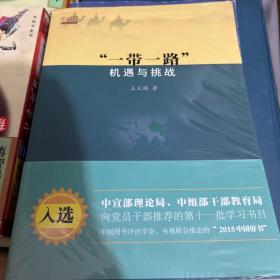 “一带一路”
机遇与挑战
王义桅 著
入选
中宣部理论局、中组部干部教育局
向党员干部推荐的第十一批学习书目
中国图书评论学会、央视联合推出的“2015中国好书”